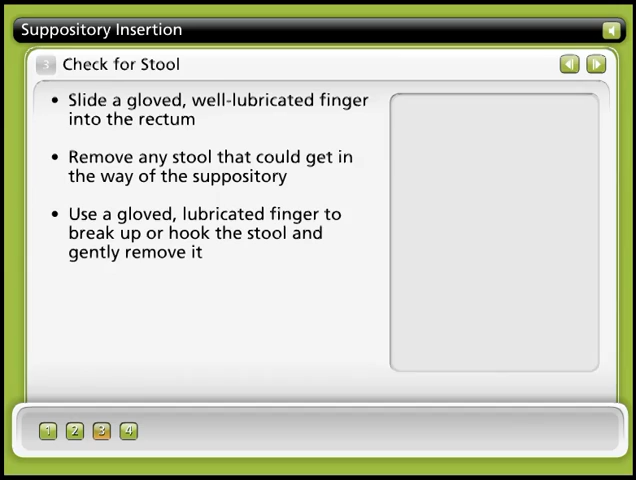 Suppository Insertion
3 Check for Stool
• Slide a gloved, well-lubricated finger
into the rectum
• Remove any stool that could get in
the way of the suppository
• Use a gloved, lubricated finger to
break up or hook the stool and
gently remove it
1 2 3 4